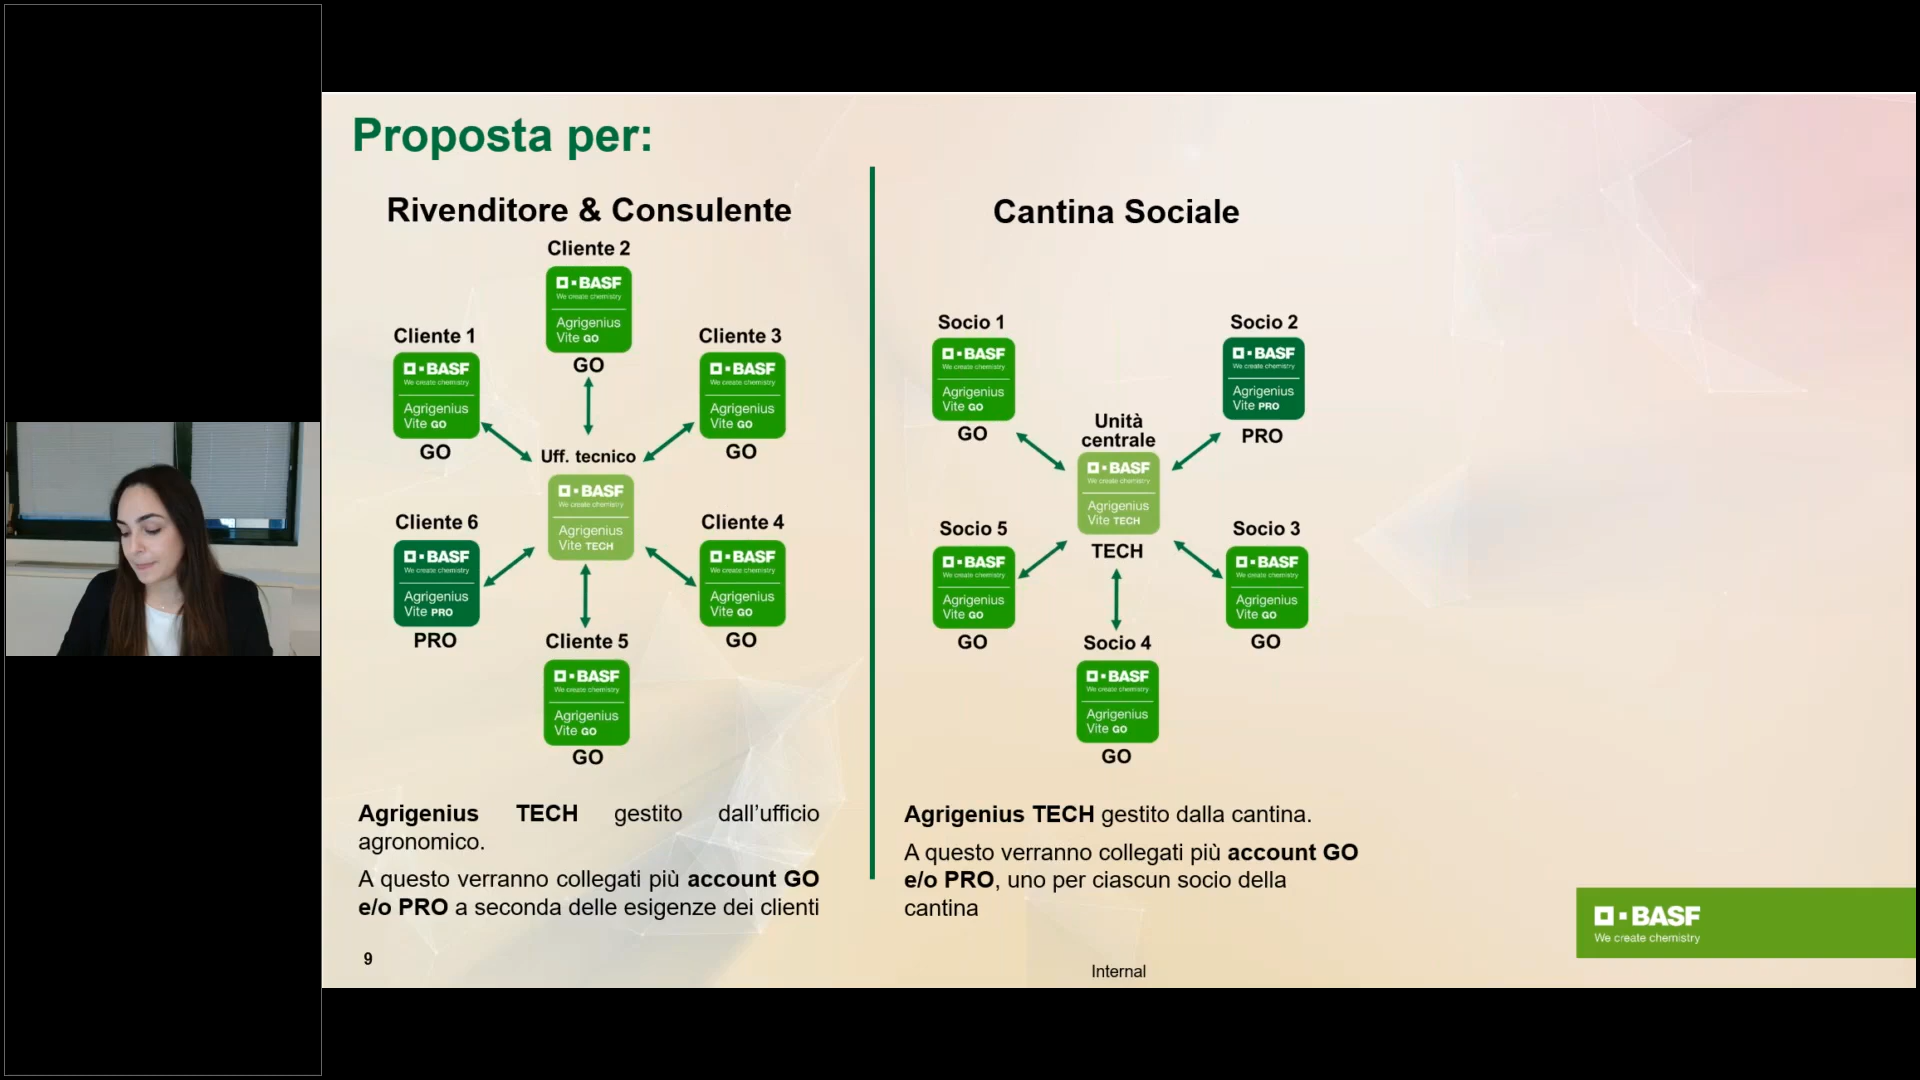 Proposta per:
Rivenditore & Consulente
Cliente 2
BASF
We create chemistry
Agrigenius
Vite GO
GO
Cliente 1
BASF
We create chemistry
Agrigenius
Vite GO
GO
Cliente 3
BASF
We create chemistry
Agrigenius
Vite GO
GO
Uff. tecnico
BASF
We create chemistry
Agrigenius
Vite TECH
Cliente 6
BASF
We create chemistry
Agrigenius
Vite PRO
PRO
Cliente 4
BASF
We create chemistry
Agrigenius
Vite GO
GO
Cliente 5
BASF
We create chemistry
Agrigenius
Vite GO
GO
Agrigenius TECH gestito dall’ufficio
agronomico.
A questo verranno collegati più account GO
e/o PRO a seconda delle esigenze dei clienti
Cantina Sociale
Socio 1
BASF
We create chemistry
Agrigenius
Vite GO
GO
Socio 2
BASF
We create chemistry
Agrigenius
Vite PRO
PRO
Unità
centrale
BASF
We create chemistry
Agrigenius
Vite TECH
TECH
Socio 5
BASF
We create chemistry
Agrigenius
Vite GO
GO
Socio 3
BASF
We create chemistry
Agrigenius
Vite GO
GO
Socio 4
BASF
We create chemistry
Agrigenius
Vite GO
GO
Agrigenius TECH gestito dalla cantina.
A questo verranno collegati più account GO
e/o PRO, uno per ciascun socio della
cantina
BASF
We create chemistry
9
Internal